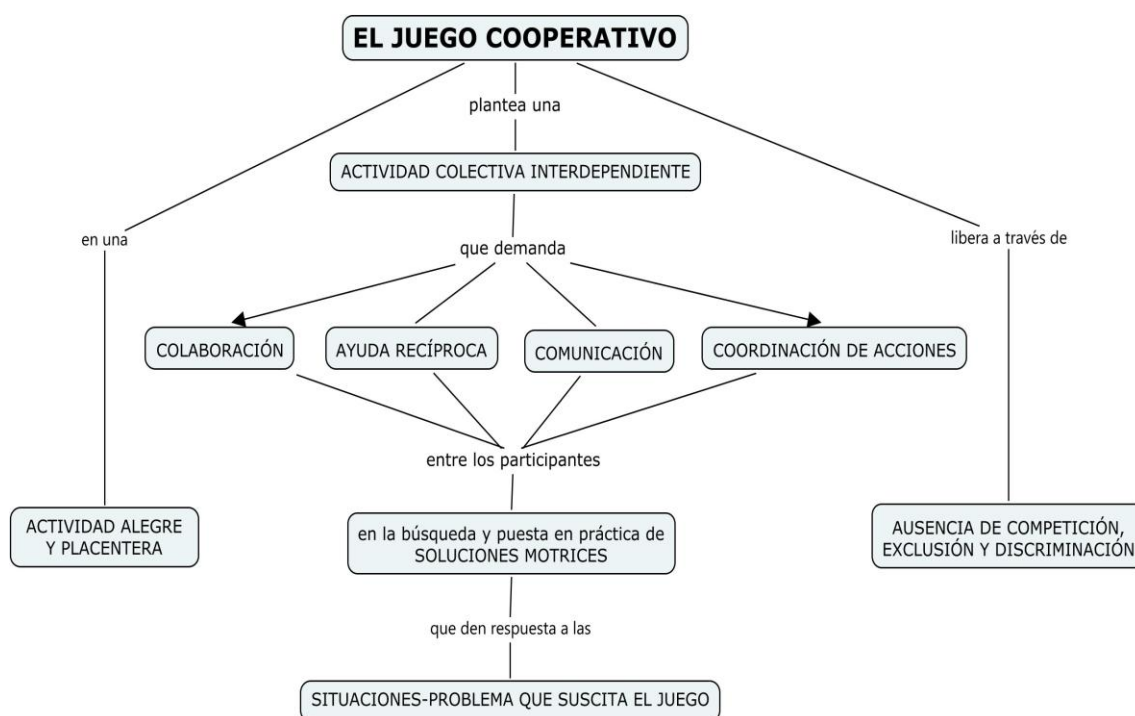 EL JUEGO COOPERATIVO
plantea una
ACTIVIDAD COLECTIVA INTERDEPENDIENTE
en una
que demanda
libera a través de
COLABORACIÓN
AYUDA RECÍPROCA
COMUNICACIÓN
COORDINACIÓN DE ACCIONES
entre los participantes
ACTIVIDAD ALEGRE
Y PLACENTERA
en la búsqueda y puesta en práctica de
SOLUCIONES MOTRICES
AUSENCIA DE COMPETICIÓN,
EXCLUSIÓN Y DISCRIMINACIÓN
que den respuesta a las
SITUACIONES-PROBLEMA QUE SUSCITA EL JUEGO